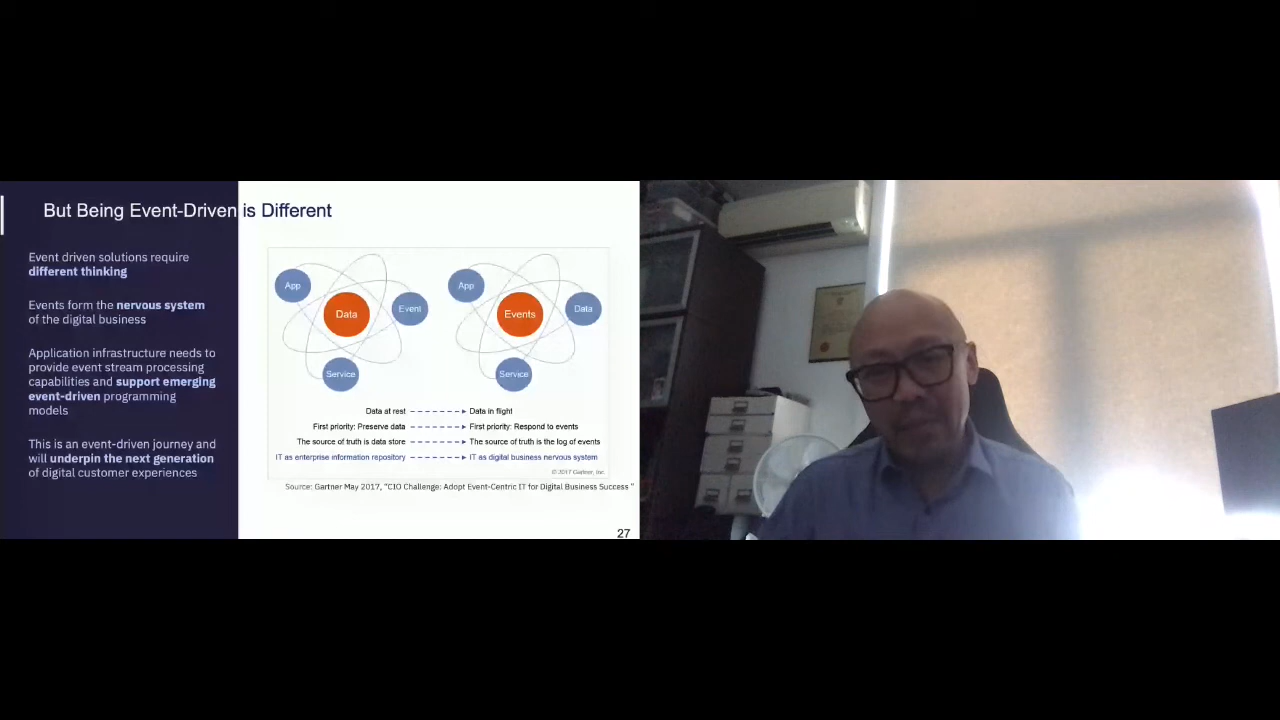 But Being Event-Driven is Different
Event driven solutions require
different thinking
Events form the nervous system
of the digital business
Application infrastructure needs to
provide event stream processing
capabilities and support emerging
event-driven programming
models
This is an event-driven journey and
will underpin the next generation
of digital customer experiences
App
Data
Event
Service
App
Events
Data
Service
Data at rest
Data in flight
First priority: Preserve data
First priority: Respond to events
The source of truth is data store
The source of truth is the log of events
IT as enterprise information repository
IT as digital business nervous system
© 2017 Gartner, Inc.
Source: Gartner May 2017, "CIO Challenge: Adopt Event-Centric IT for Digital Business Success "
27